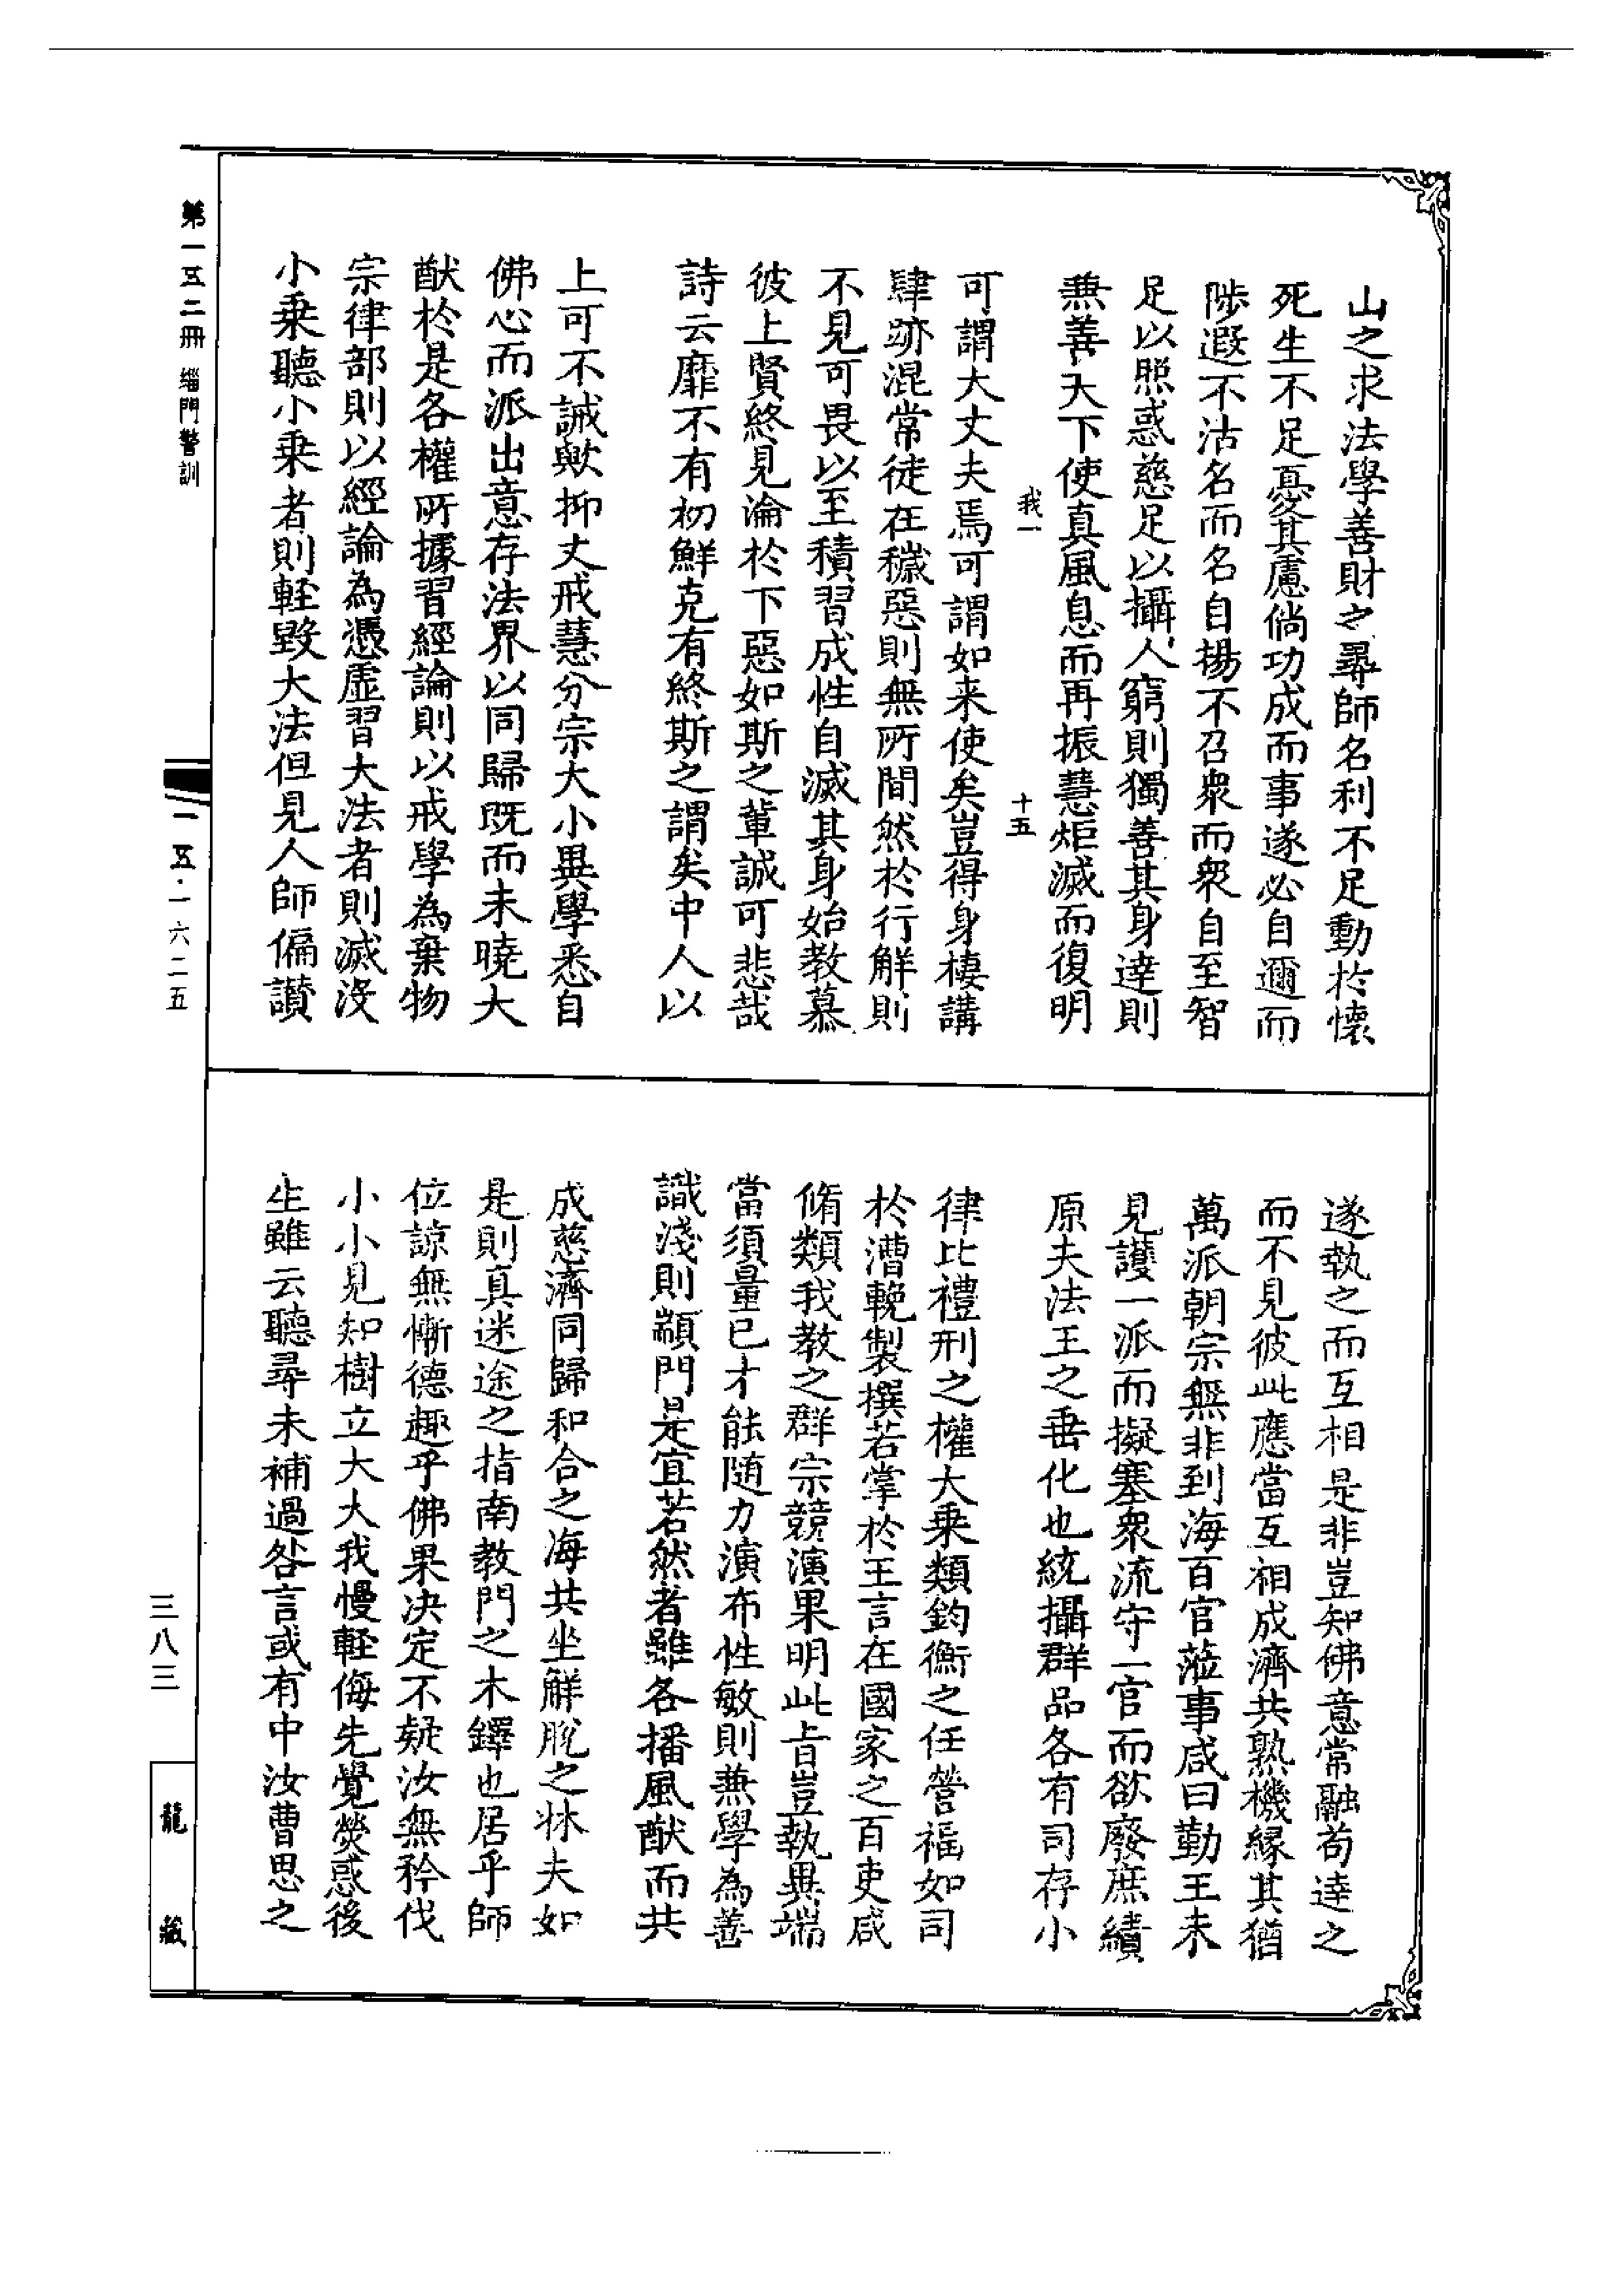 山之求法學善財之尋師名利不足動於懷
死生不足憂其慮倘功成而事遂必自邇而
陟遐不沽名而名自揚不召衆而衆自至智
足以照惑慈足以攝人窮則獨善其身達則
兼善天下使真風息而再振慧炬滅而復明
我一
十五
可謂大丈夫焉可謂如来使矣豈得身棲講
肆跡混常徒在穢惡則無所間然於行解則
不見可畏以至積習成性自滅其身始教慕
彼上賢終見淪於下惡如斯之輩誠可悲哉
詩云靡不有初鮮克有終斯之謂矣中人以
上可不誡歟抑丈戒慧分宗大小異學悉自
佛心而派出意存法界以同歸既而未曉大
猷於是各權所據習經論則以戒學為棄物
宗律部則以經論為憑虛習大法者則滅没
小乗聽小乗者則輕毀大法但見人師偏讚
遂執之而互相是非豈知佛意常融苟達之
而不見彼此應當互相成濟共熟機緣其猶
萬派朝宗無非到海百官蒞事咸曰勤王未
見護一派而擬塞衆流守一官而欲廢庶績
原夫法王之垂化也統攝群品各有司存小
律比禮刑之權大乗類鈞衡之任營福如司
於漕輓製撰若掌於王言在國家之百吏咸
脩類我教之群宗競演果明此旨豈執異端
當須量已才能随力演布性敏則兼學為善
識淺則顓門是宜若然者雖各播風猷而共
成慈濟同歸和合之海共坐解脫之牀夫如
是則真迷途之指南教門之木鐸也居乎師
位諒無慚德趣乎佛果決定不疑汝無矜伐
小小見知樹立大大我慢輕侮先覺熒惑後
生雖云聽尋未補過咎言或有中汝曹思之
第一五二冊 緇門警訓
一五·一六二五
三八三
龍藏